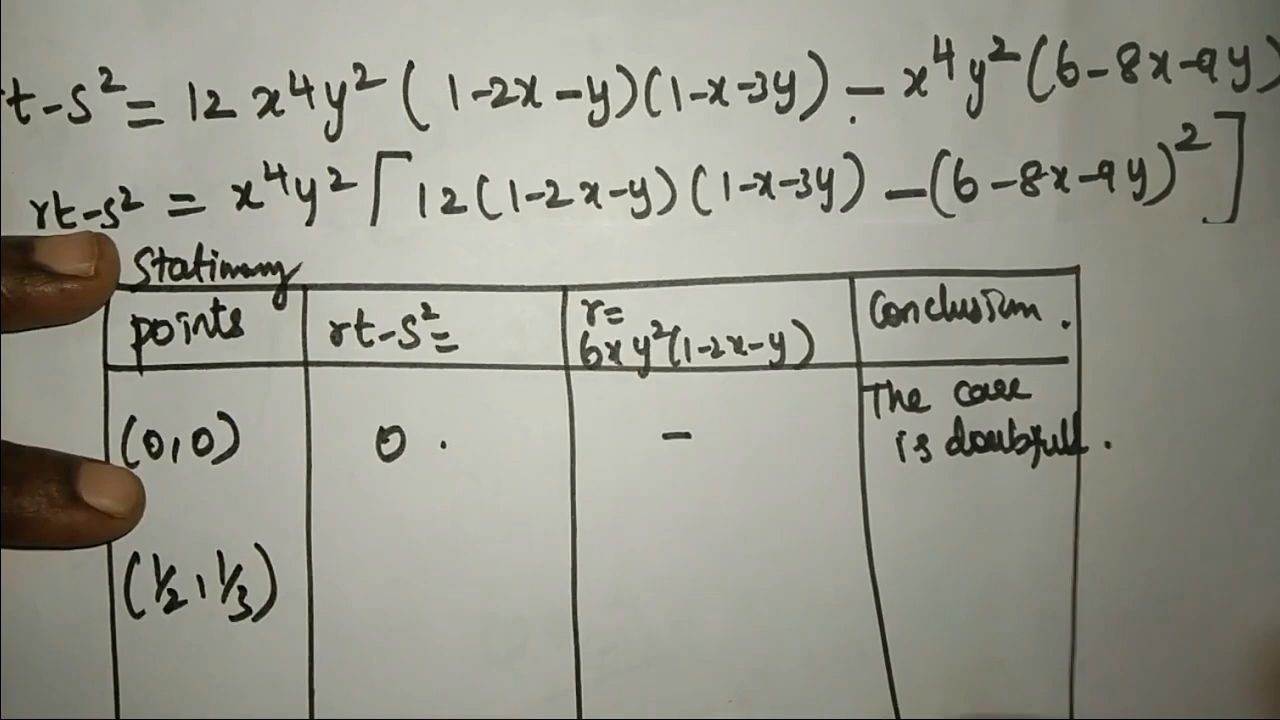 rt-s² = 12 x⁴y² ( 1-2x-y)(1-x-3y) - x⁴y² (6-8x-9y)
rt-s² = x⁴y² [12(1-2x-y)(1-x-3y) -(6-8x-9y)²]
Stationary
points
rt-s²=
r=
6xy²(1-2x-y)
Conclusion.
(0,0)
0.
-
The case
is doubfull.
(1/2, 1/3)